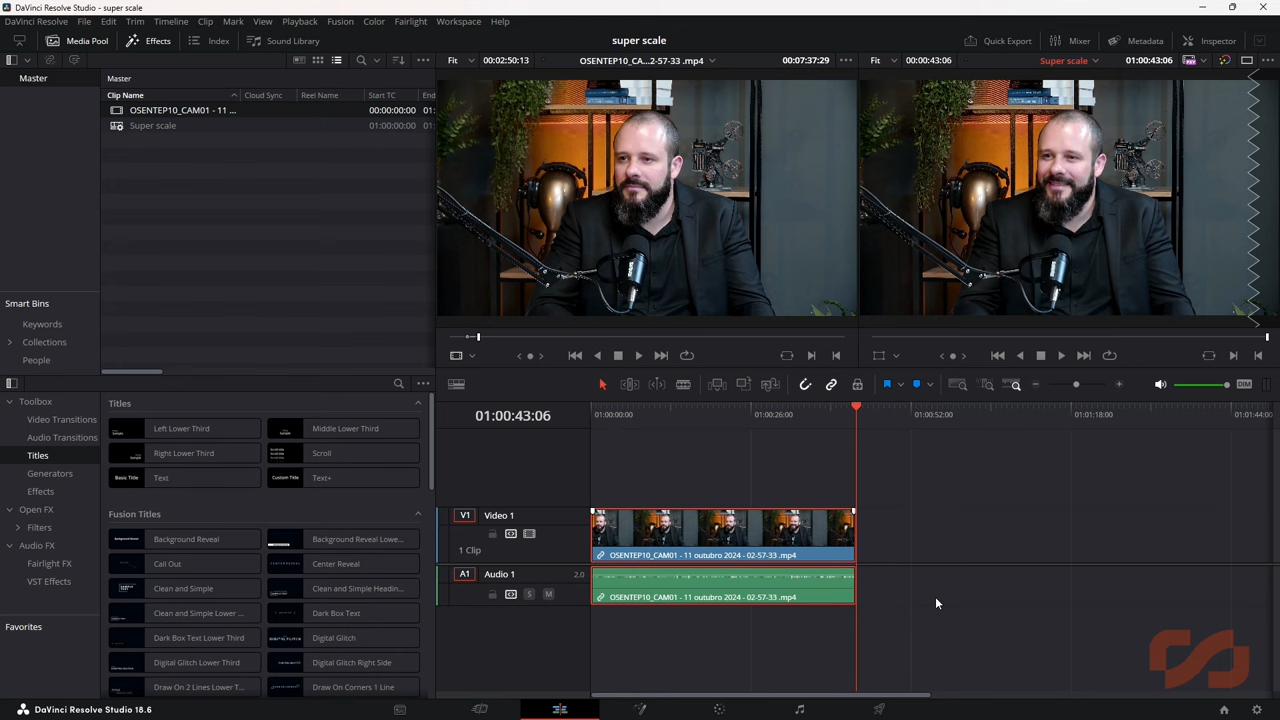 DaVinci Resolve Studio - super scale
DaVinci Resolve File Edit Trim Timeline Clip Mark View Playback Fusion Color Fairlight Workspace Help
Media Pool Effects Index Sound Library super scale Quick Export Mixer Metadata Inspector
Fit 00:02:50:13 OSENTEP10_CA...2-57-33 .mp4 00:07:37:29 Fit 00:00:43:06 Super scale 01:00:43:06
Master Master
Clip Name Cloud Sync Reel Name Start TC End
OSENTEP10_CAM01 - 11 ... 00:00:00:00 00:
Super scale 01:00:00:00 01:
Smart Bins
Keywords
Collections
People
Toolbox
Video Transitions
Audio Transitions
Titles
Generators
Effects
Open FX
Filters
Audio FX
Fairlight FX
VST Effects
Favorites
Titles
Left Lower Third Middle Lower Third
Right Lower Third Scroll
Basic Title Text Custom Title Text+
Fusion Titles
Background Reveal Background Reveal Lowe...
Call Out Center Reveal
Clean and Simple Clean and Simple Headin...
Clean and Simple Lower ... Dark Box Text
Dark Box Text Lower Third Digital Glitch
Digital Glitch Lower Third Digital Glitch Right Side
Draw On 2 Lines Lower T... Draw On Corners 1 Line
DIM
01:00:43:06 01:00:00:00 01:00:26:00 01:00:52:00 01:01:18:00 01:01:44:00
V1 Video 1
1 Clip
OSENTEP10_CAM01 - 11 outubro 2024 - 02-57-33 .mp4
A1 Audio 1 2.0
S M
OSENTEP10_CAM01 - 11 outubro 2024 - 02-57-33 .mp4
DaVinci Resolve Studio 18.6